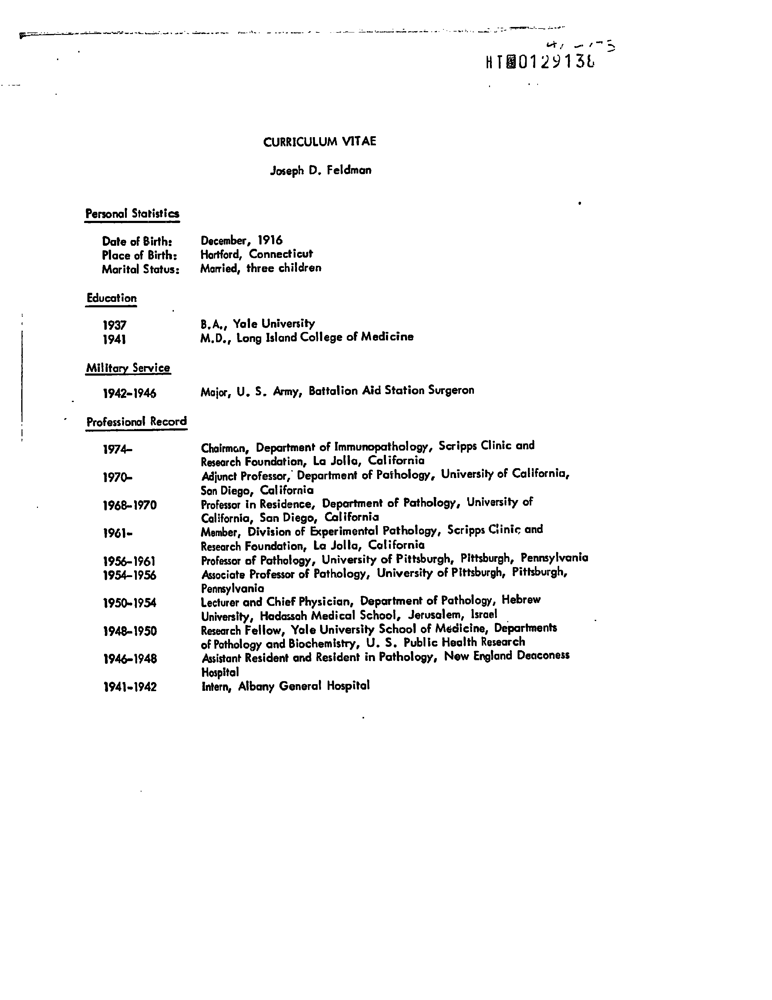 CURRICULUM VITAE
Joseph D. Feldman
Personal Statistics
Date of Birth: December, 1916
Place of Birth: Hartford, Connecticut
Marital Status: Married, three children
Education
1937 B.A., Yale University
1941 M.D., Long Island College of Medicine
Military Service
1942-1946 Major, U. S. Army, Battalion Aid Station Surgeron
Professional Record
1974- Chairman, Department of Immunopathology, Scripps Clinic and
Research Foundation, La Jolla, California
1970- Adjunct Professor, Department of Pathology, University of California,
San Diego, California
1968-1970 Professor in Residence, Department of Pathology, University of
California, San Diego, California
1961- Member, Division of Experimental Pathology, Scripps Clinic and
Research Foundation, La Jolla, California
1956-1961 Professor of Pathology, University of Pittsburgh, Pittsburgh, Pennsylvania
1954-1956 Associate Professor of Pathology, University of Pittsburgh, Pittsburgh,
Pennsylvania
1950-1954 Lecturer and Chief Physician, Department of Pathology, Hebrew
University, Hadassah Medical School, Jerusalem, Israel
1948-1950 Research Fellow, Yale University School of Medicine, Departments
of Pathology and Biochemistry, U. S. Public Health Research
1946-1948 Assistant Resident and Resident in Pathology, New England Deaconess
Hospital
1941-1942 Intern, Albany General Hospital